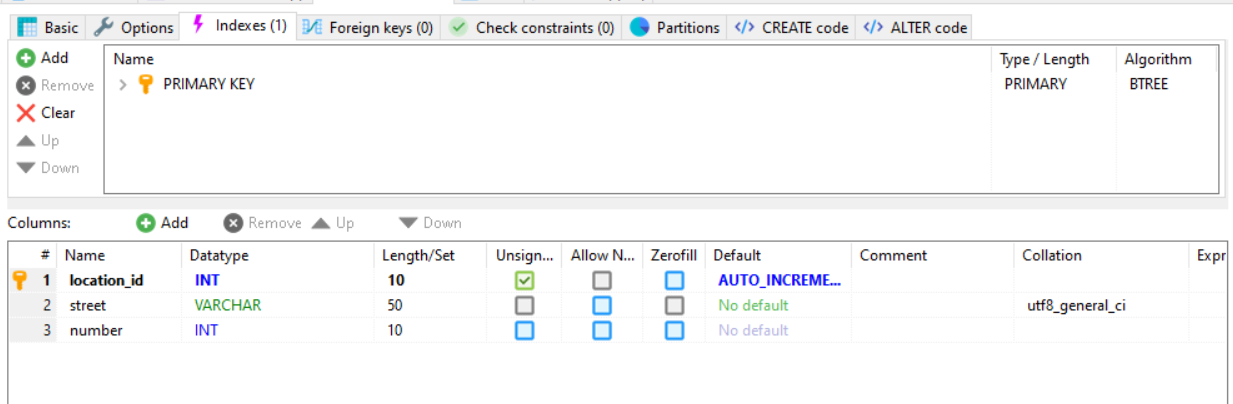 Basic Options Indexes (1) Foreign keys (0) Check constraints (0) Partitions </> CREATE code </> ALTER code
Add Name Type / Length Algorithm
Remove PRIMARY KEY PRIMARY BTREE
Clear
Up
Down
Columns: Add Remove Up Down
# Name Datatype Length/Set Unsign... Allow N... Zerofill Default Comment Collation Expr
1 location_id INT 10 AUTO_INCREME...
2 street VARCHAR 50 No default utf8_general_ci
3 number INT 10 No default